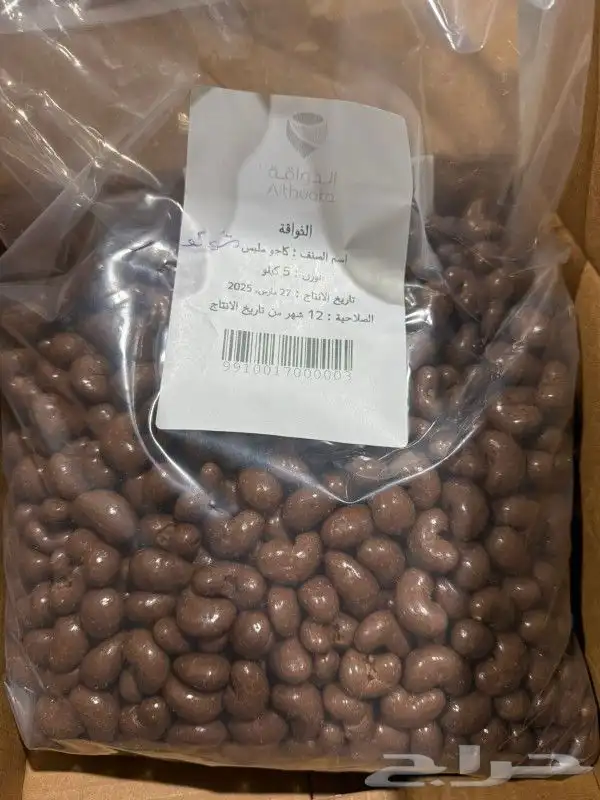 الذواقة
Althuaqa
الذواقة
اسم الصنف : كاجو ملبس
الوزن : 5 كيلو
تاريخ الانتاج : 27 مارس، 2025
الصلاحية : 12 شهر من تاريخ الانتاج
9910017000003
حراج